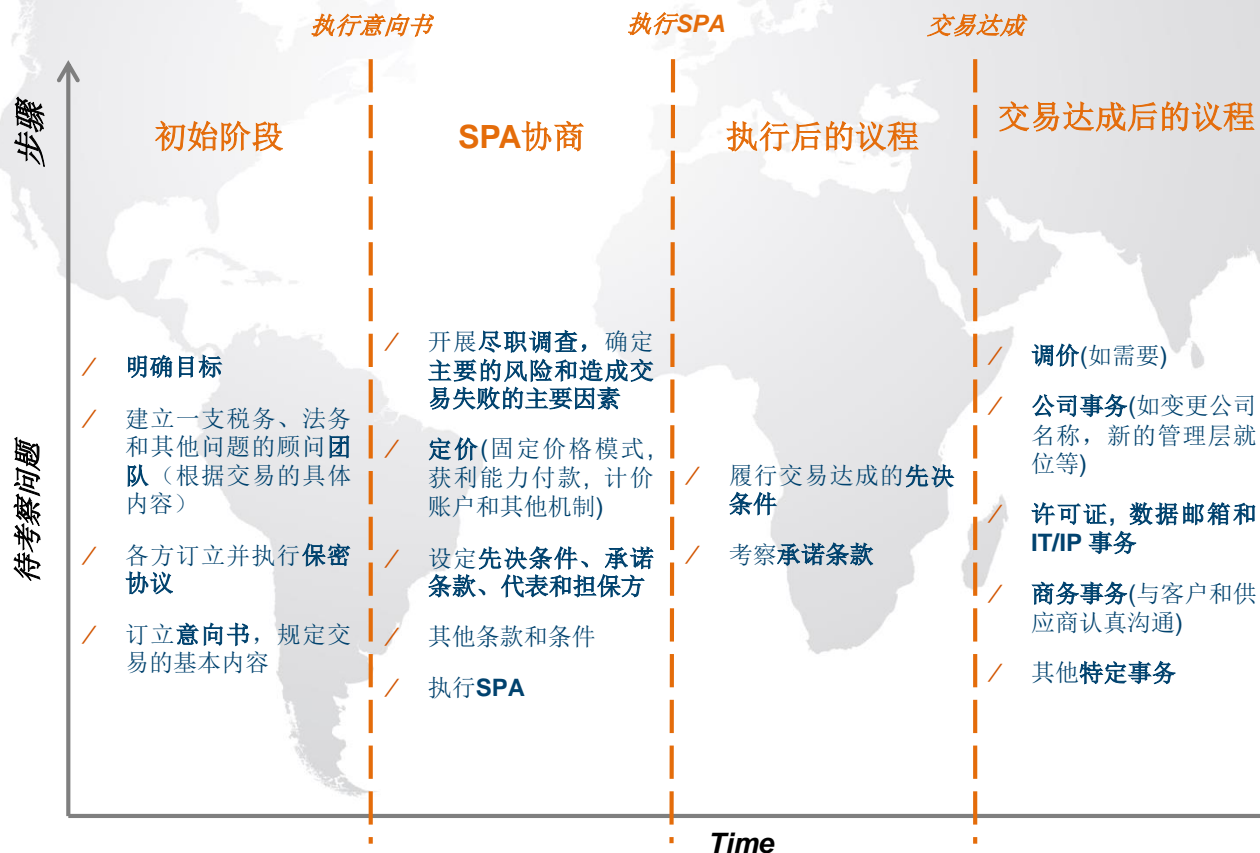 执行意向书
执行SPA
交易达成
步骤
初始阶段
SPA协商
执行后的议程
交易达成后的议程
待考察问题
/ 明确目标
/ 建立一支税务、法务
和其他问题的顾问团
队（根据交易的具体
内容）
/ 各方订立并执行保密
协议
/ 订立意向书，规定交
易的基本内容
/ 开展尽职调查，确定
主要的风险和造成交
易失败的主要因素
/ 定价(固定价格模式,
获利能力付款, 计价
账户和其他机制)
/ 设定先决条件、承诺
条款、代表和担保方
/ 其他条款和条件
/ 执行SPA
/ 履行交易达成的先决
条件
/ 考察承诺条款
/ 调价(如需要)
/ 公司事务(如变更公司
名称，新的管理层就
位等)
/ 许可证, 数据邮箱和
IT/IP 事务
/ 商务事务(与客户和供
应商认真沟通)
/ 其他特定事务
Time